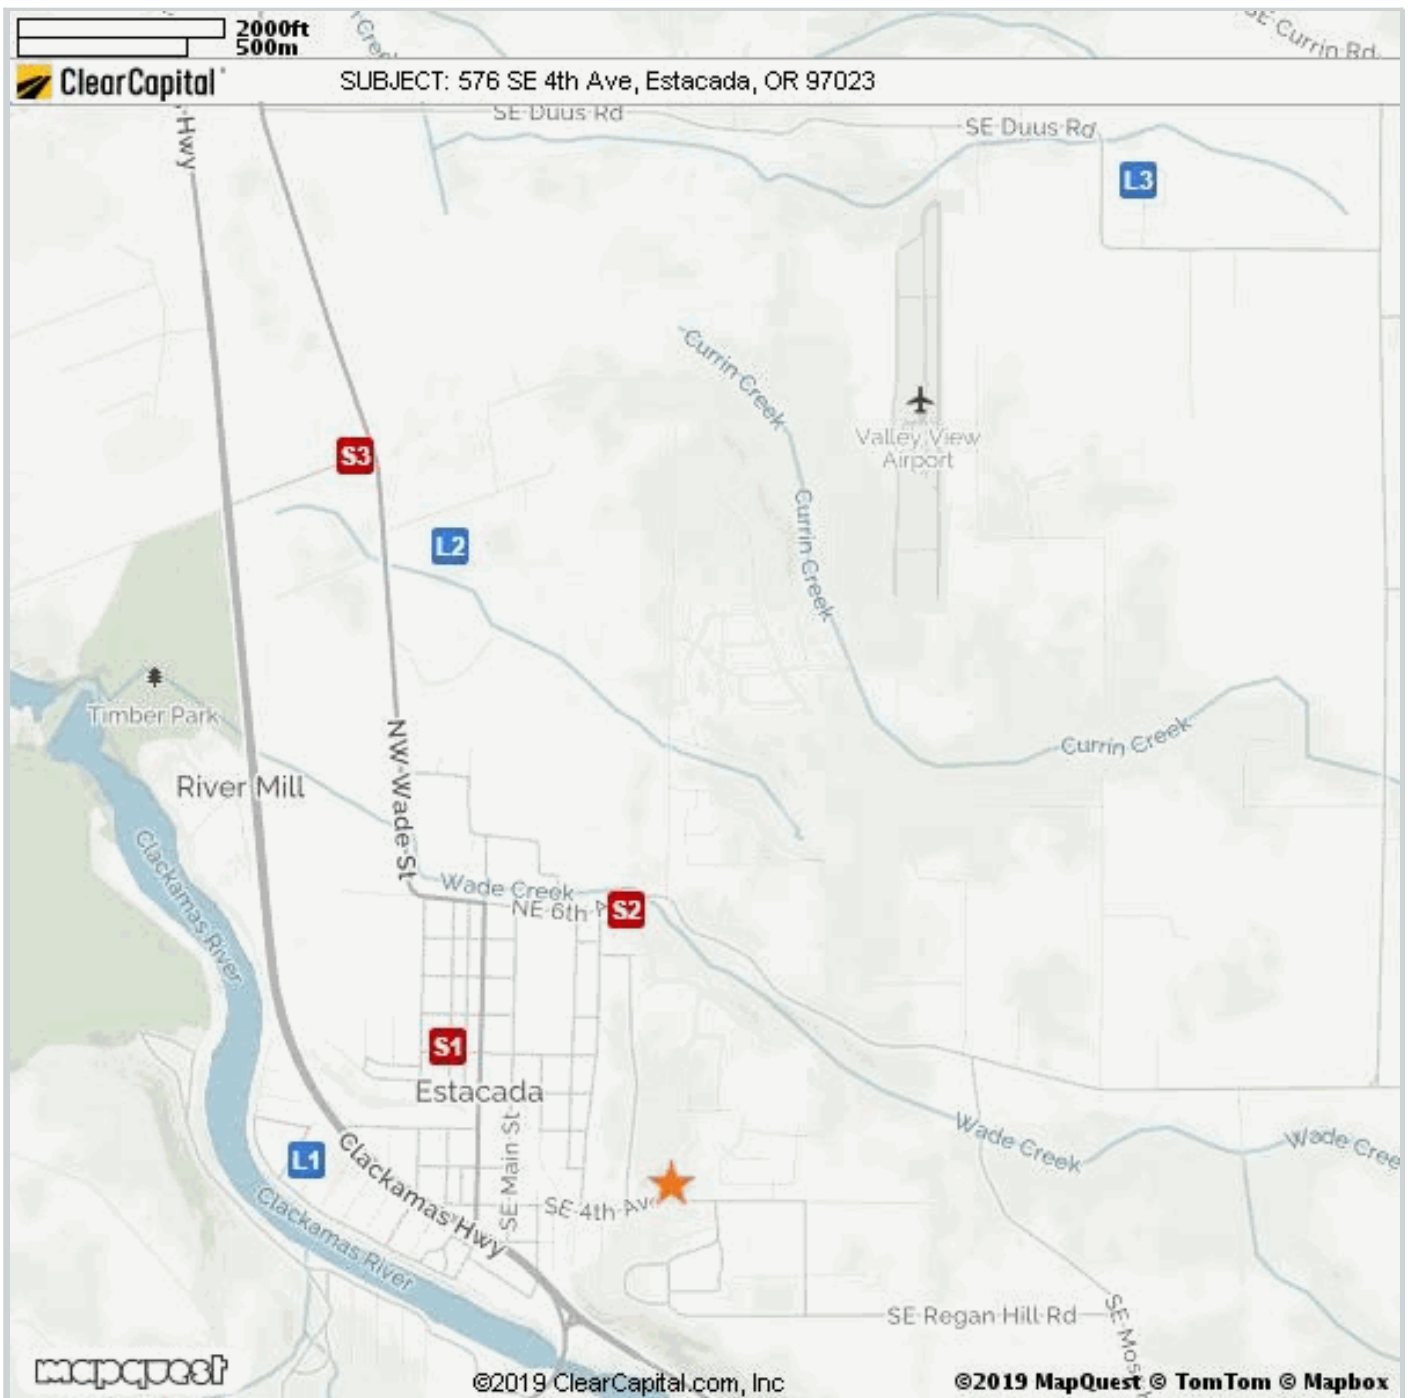 2000ft
500m
Creek
SE Currin Rd
ClearCapital
SUBJECT: 576 SE 4th Ave, Estacada, OR 97023
Hwy
SE Duus Rd
SE Duus Rd
L3
Currin Creek
Valley View
Airport
S3
Currin Creek
L2
Timber Park
Currin Creek
River Mill
NW Wade St
Clackamas River
Wade Creek
NE 6th
S2
S1
Estacada
Wade Creek
Wade Cree
L1
Clackamas Hwy
SE Main St
SE 4th Av
Clackamas River
SE Regan Hill Rd
SE Mos
mapquest
©2019 ClearCapital.com, Inc
©2019 MapQuest © TomTom © Mapbox